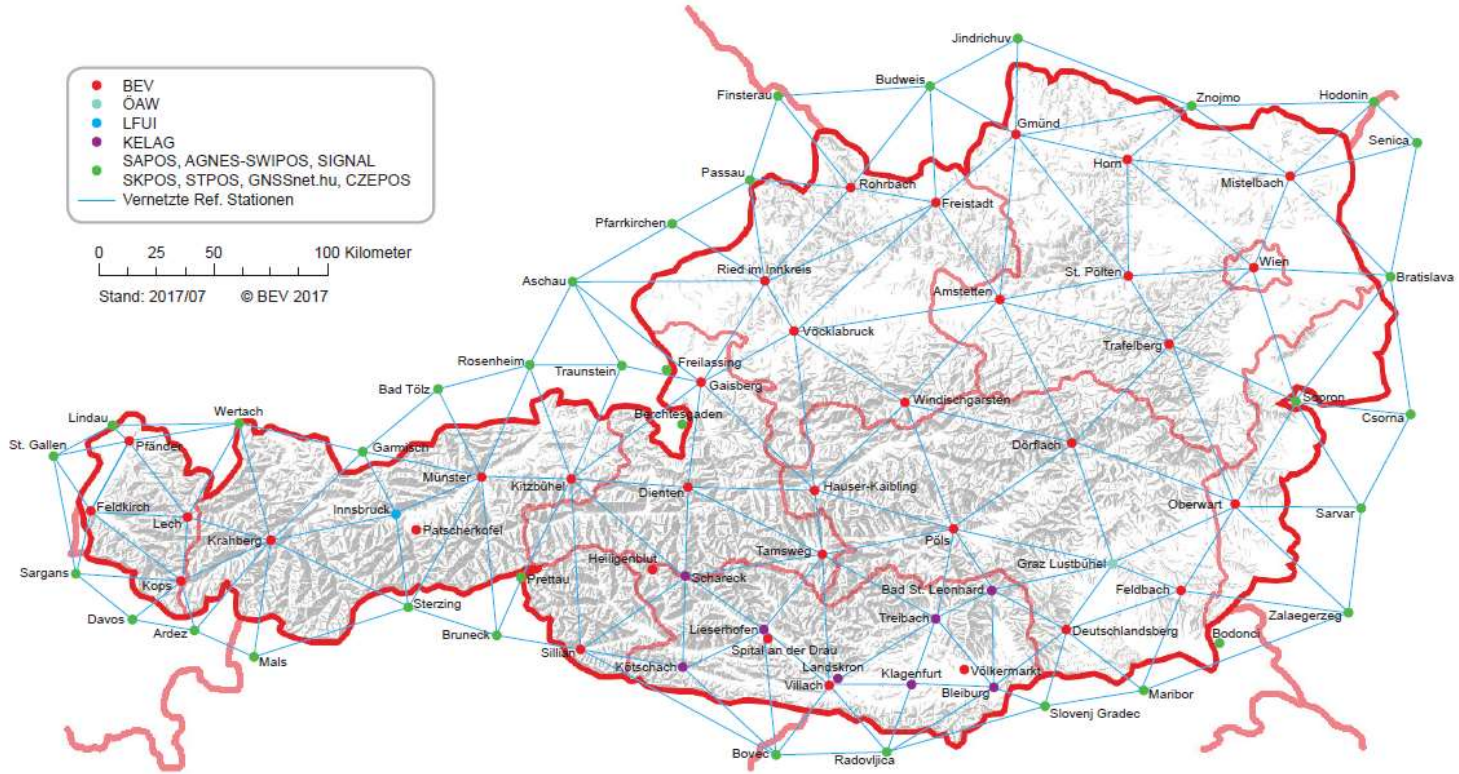 BEV
ÖAW
LFUI
KELAG
SAPOS, AGNES-SWIPOS, SIGNAL
SKPOS, STPOS, GNSSnet.hu, CZEPOS
Vernetzte Ref. Stationen
0 25 50 100 Kilometer
Stand: 2017/07 © BEV 2017
Jindrichuv
Budweis
Finsterau
Znojmo
Hodonin
Gmünd
Senica
Horn
Passau
Rohrbach
Mistelbach
Freistadt
Pfarrkirchen
Wien
Ried im Innkreis
St. Pölten
Bratislava
Aschau
Amstetten
Vöcklabruck
Trafelberg
Rosenheim
Traunstein
Freilassing
Gaisberg
Bad Tölz
Windischgarsten
Sopron
Berchtesgaden
Csorna
Lindau
Wertach
St. Gallen
Pfänder
Garmisch
Dörflach
Münster
Kitzbühel
Dienten
Hauser-Kaibling
Feldkirch
Lech
Innsbruck
Oberwart
Sarvar
Patscherkofel
Krahberg
Pöls
Tamsweg
Heiligenblut
Graz Lustbühel
Sargans
Kops
Prettau
Schareck
Bad St. Leonhard
Feldbach
Davos
Ardez
Sterzing
Treibach
Zalaegerzeg
Bruneck
Lieserhofen
Deutschlandsberg
Bodonci
Mals
Sillian
Spital an der Drau
Kötschach
Landskron
Klagenfurt
Völkermarkt
Villach
Bleiburg
Maribor
Slovenj Gradec
Bovec
Radovljica